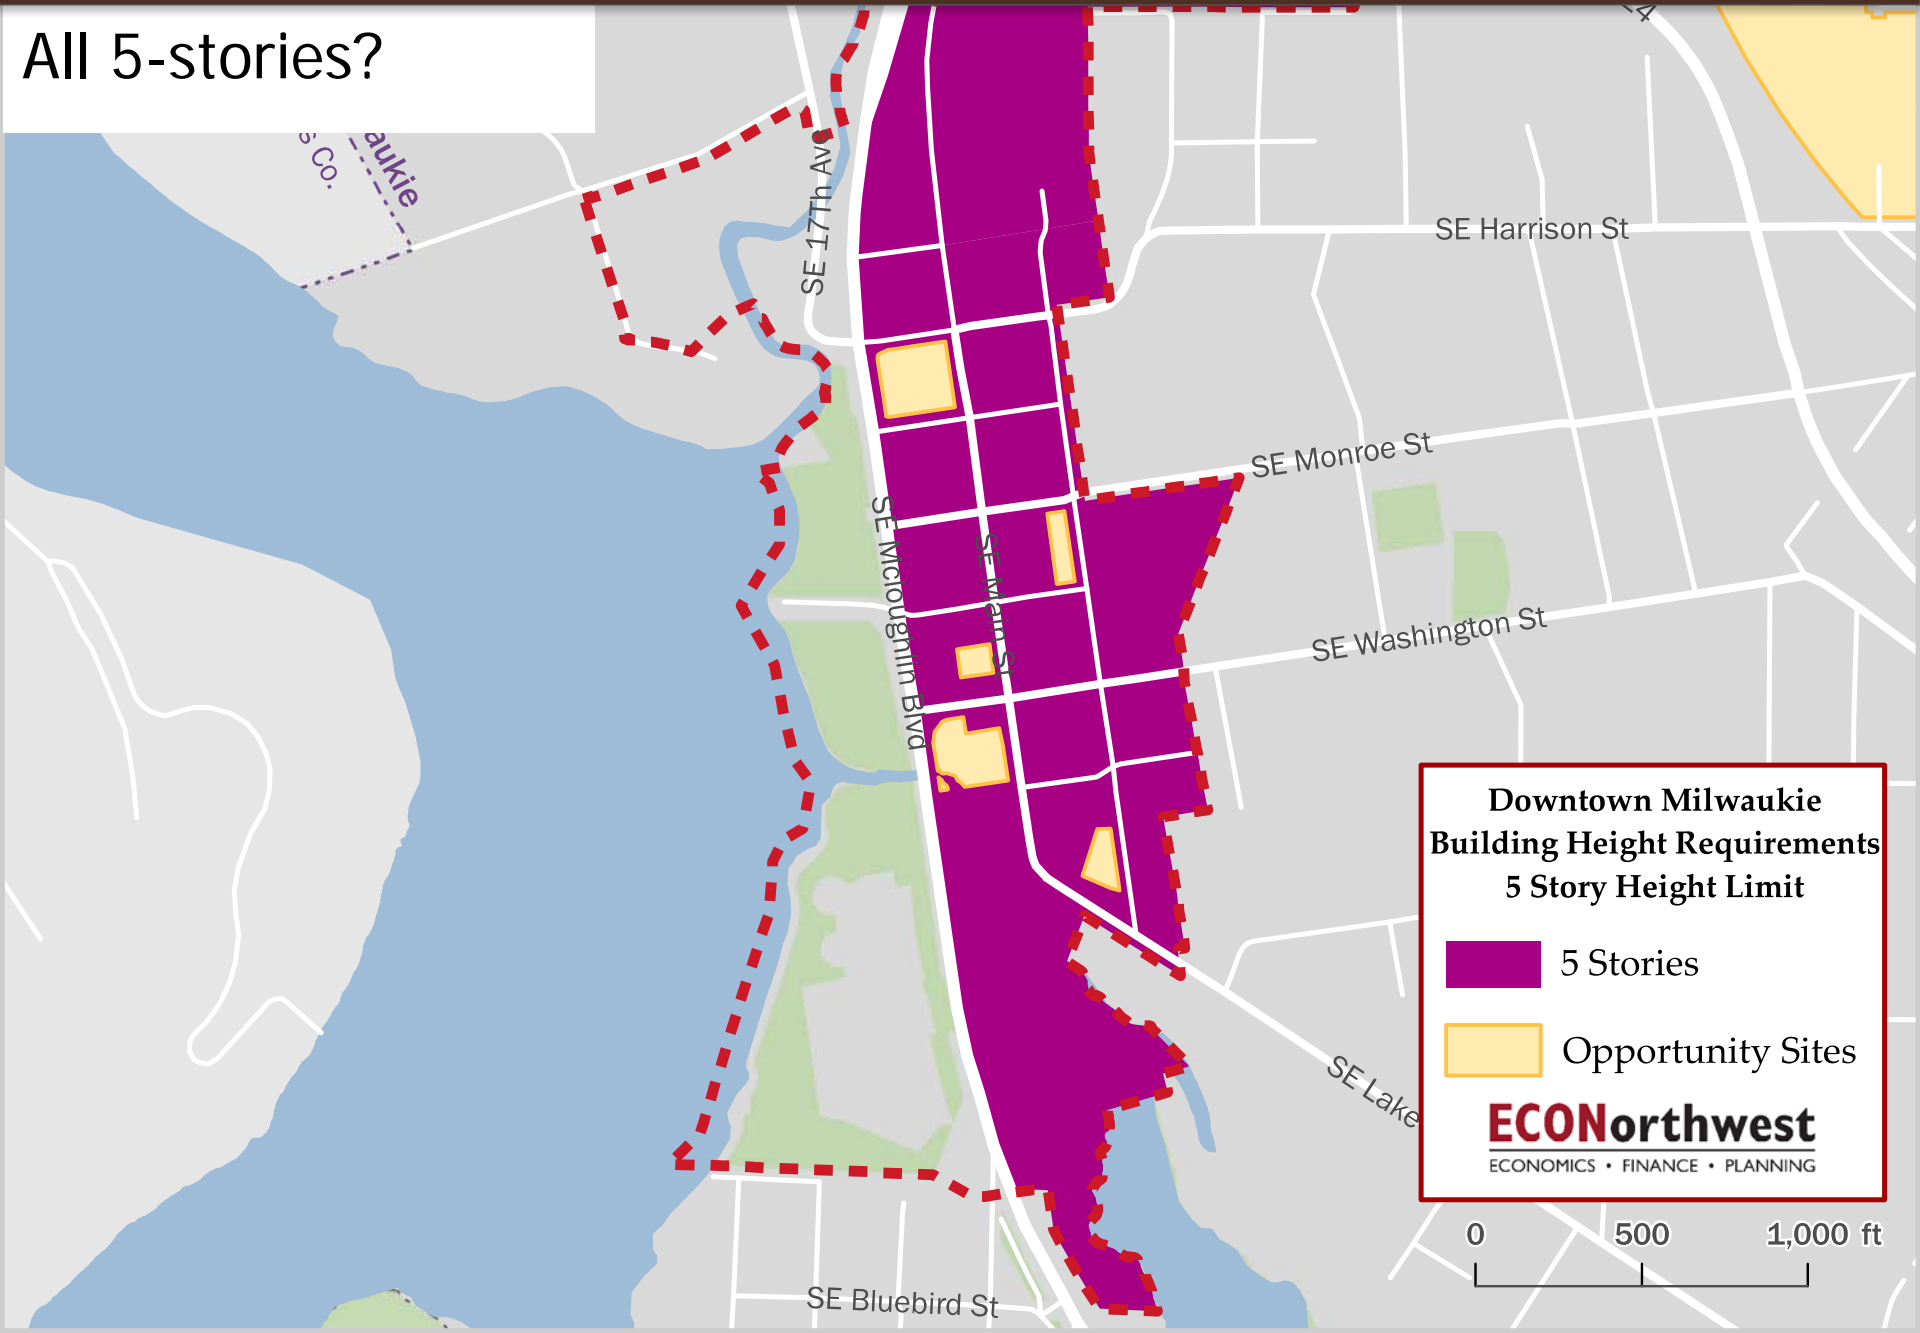 All 5-stories?
aukie
s Co.
SE 17Th Ave
SE Harrison St
SE Monroe St
SE Mcloughlin Blvd
SE Main St
SE Washington St
SE Lake
SE Bluebird St
Downtown Milwaukie
Building Height Requirements
5 Story Height Limit
5 Stories
Opportunity Sites
ECONorthwest
ECONOMICS • FINANCE • PLANNING
0 500 1,000 ft